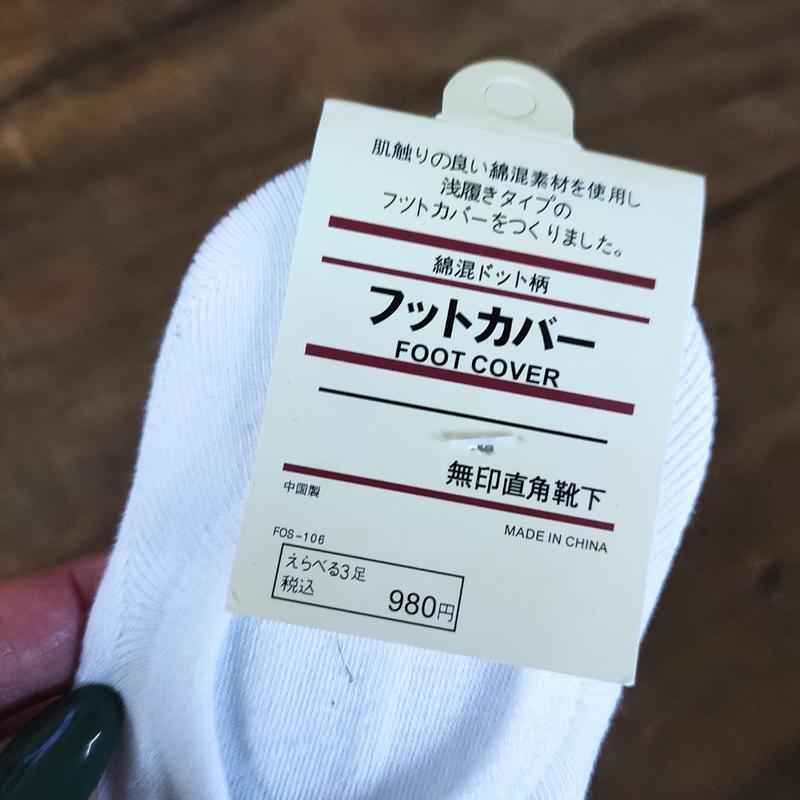 肌触りの良い綿混素材を使用し
浅履きタイプの
フットカバーをつくりました。
綿混ドット柄
フットカバー
FOOT COVER
無印直角靴下
中国製
MADE IN CHINA
FOS-106
えらべる3足
税込
980円